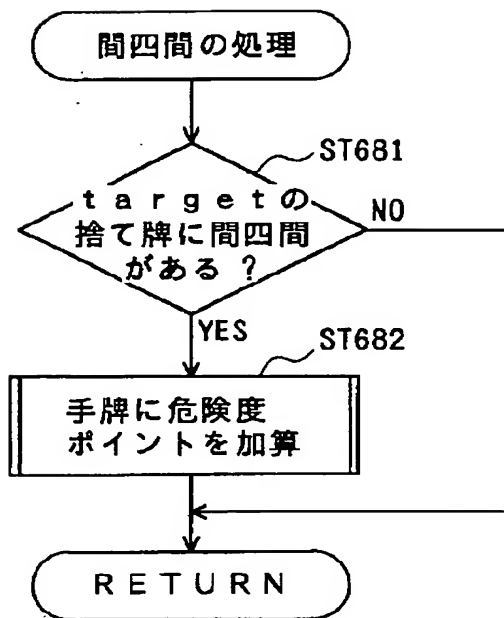 間四間の処理
ST681
targetの
捨て牌に間四間
がある?
NO
YES
ST682
手牌に危険度
ポイントを加算
RETURN